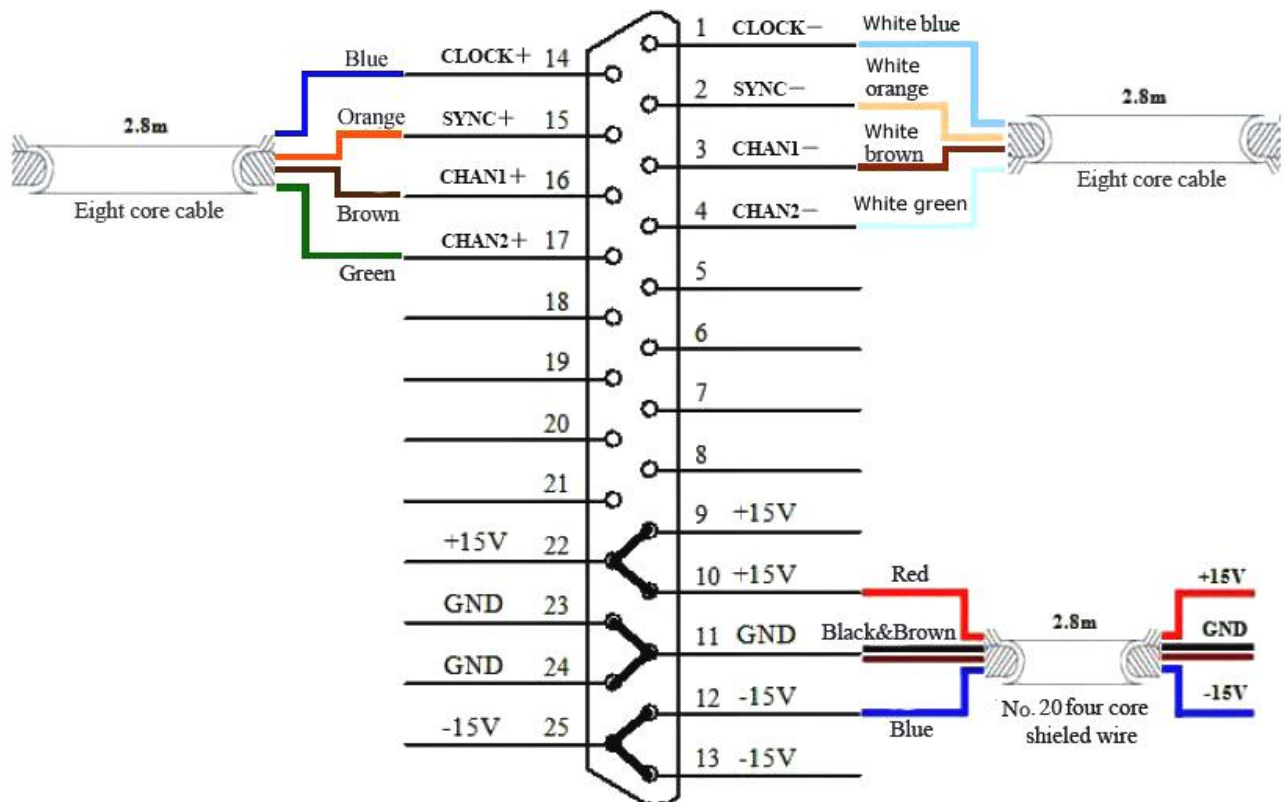 1 CLOCK− White blue
Blue CLOCK+ 14
2 SYNC− White
orange
2.8m
2.8m
Orange SYNC+ 15
3 CHAN1− White
brown
Eight core cable
CHAN1+ 16
Brown
Eight core cable
4 CHAN2− White green
CHAN2+ 17
Green
5
18
6
19
7
20
8
21
9 +15V
+15V 22
10 +15V Red +15V
GND 23
11 GND Black&Brown 2.8m GND
GND 24
12 -15V Blue -15V
No. 20 four core
shieled wire
-15V 25
13 -15V